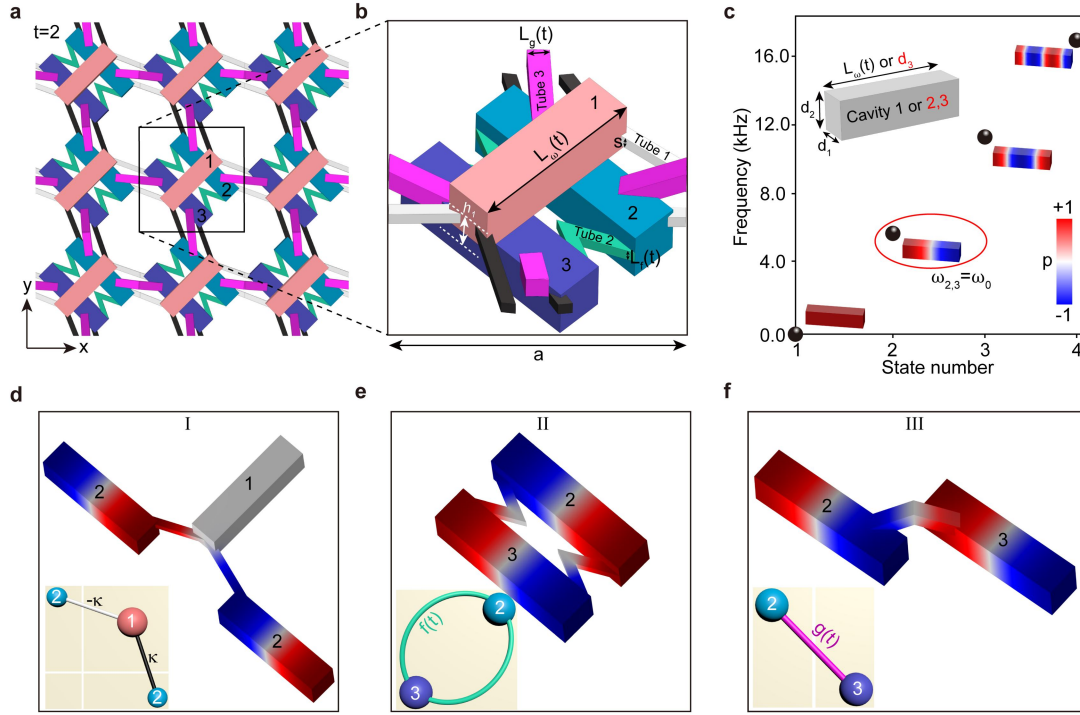 a
t=2
1
2
3
y
x
b
L_g(t)
Tube 3
1
L_ω(t)
s
Tube 1
h_1
2
Tube 2
L_f(t)
3
a
c
16.0
12.0
8.0
4.0
0.0
Frequency (kHz)
L_ω(t) or d_3
d_2
Cavity 1 or 2,3
d_1
ω_2,3=ω_0
+1
p
-1
1 2 3 4
State number
d
I
2
1
2
2
-κ
1
κ
2
e
II
2
3
f(t)
2
3
f
III
2
3
2
g(t)
3